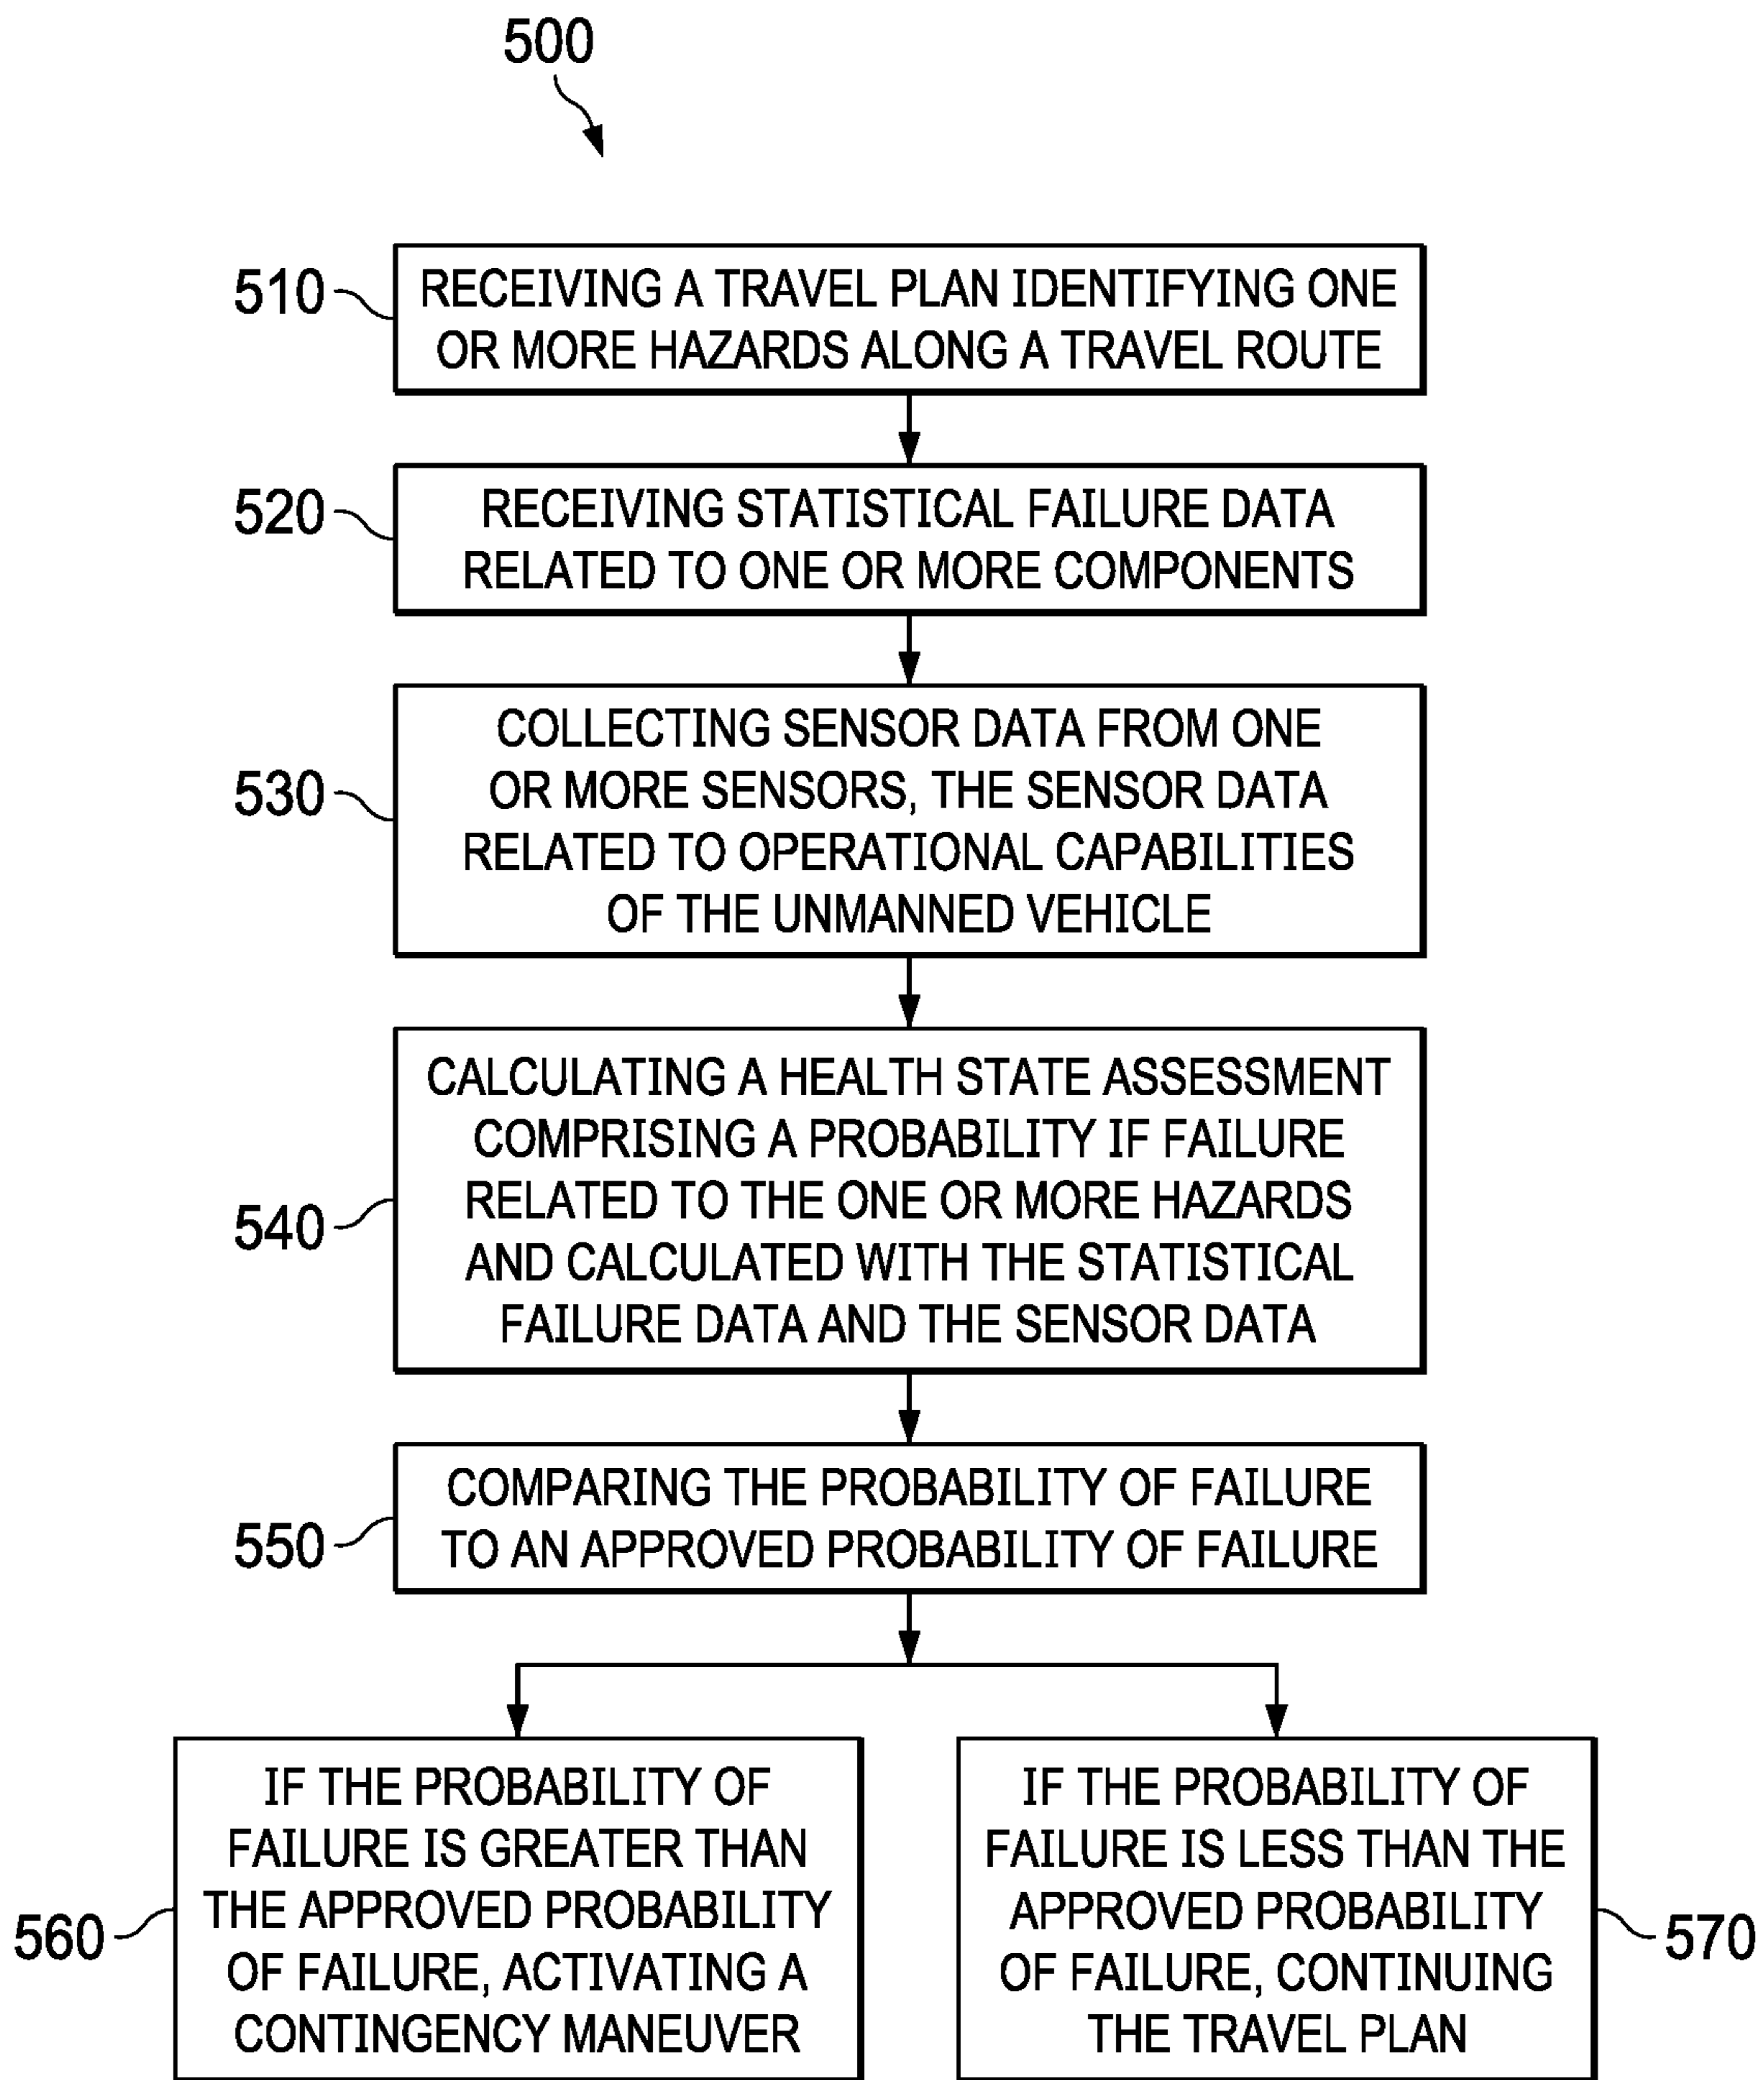 500
510
RECEIVING A TRAVEL PLAN IDENTIFYING ONE
OR MORE HAZARDS ALONG A TRAVEL ROUTE
520
RECEIVING STATISTICAL FAILURE DATA
RELATED TO ONE OR MORE COMPONENTS
530
COLLECTING SENSOR DATA FROM ONE
OR MORE SENSORS, THE SENSOR DATA
RELATED TO OPERATIONAL CAPABILITIES
OF THE UNMANNED VEHICLE
540
CALCULATING A HEALTH STATE ASSESSMENT
COMPRISING A PROBABILITY IF FAILURE
RELATED TO THE ONE OR MORE HAZARDS
AND CALCULATED WITH THE STATISTICAL
FAILURE DATA AND THE SENSOR DATA
550
COMPARING THE PROBABILITY OF FAILURE
TO AN APPROVED PROBABILITY OF FAILURE
560
IF THE PROBABILITY OF
FAILURE IS GREATER THAN
THE APPROVED PROBABILITY
OF FAILURE, ACTIVATING A
CONTINGENCY MANEUVER
IF THE PROBABILITY OF
FAILURE IS LESS THAN THE
APPROVED PROBABILITY
OF FAILURE, CONTINUING
THE TRAVEL PLAN
570